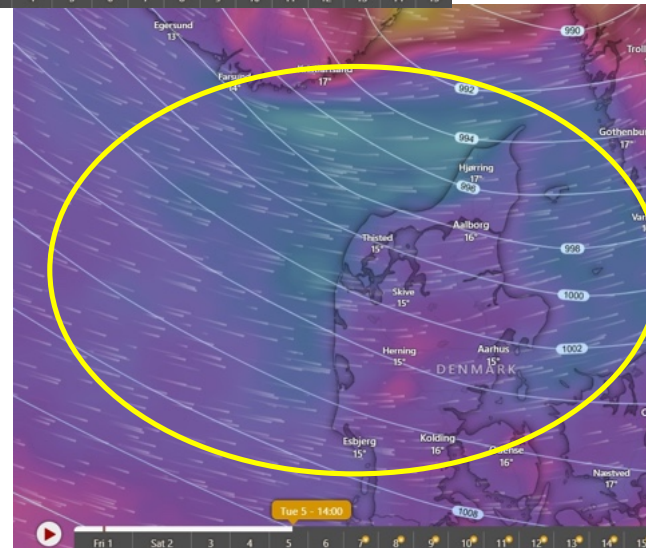 Egersund
13°
990
Troll
Farsund
17°
992
Gothenbur
17°
994
Hjørring
17°
996
Aalborg
16°
Thisted
15°
998
Skive
15°
1000
Herning
15°
Aarhus
15°
1002
DENMARK
Esbjerg
15°
Kolding
16°
Odense
16°
Næstved
17°
1008
Tue 5 - 14:00
Fri 1 Sat 2 3 4 5 6 7 8 9 10 11 12 13 14 15